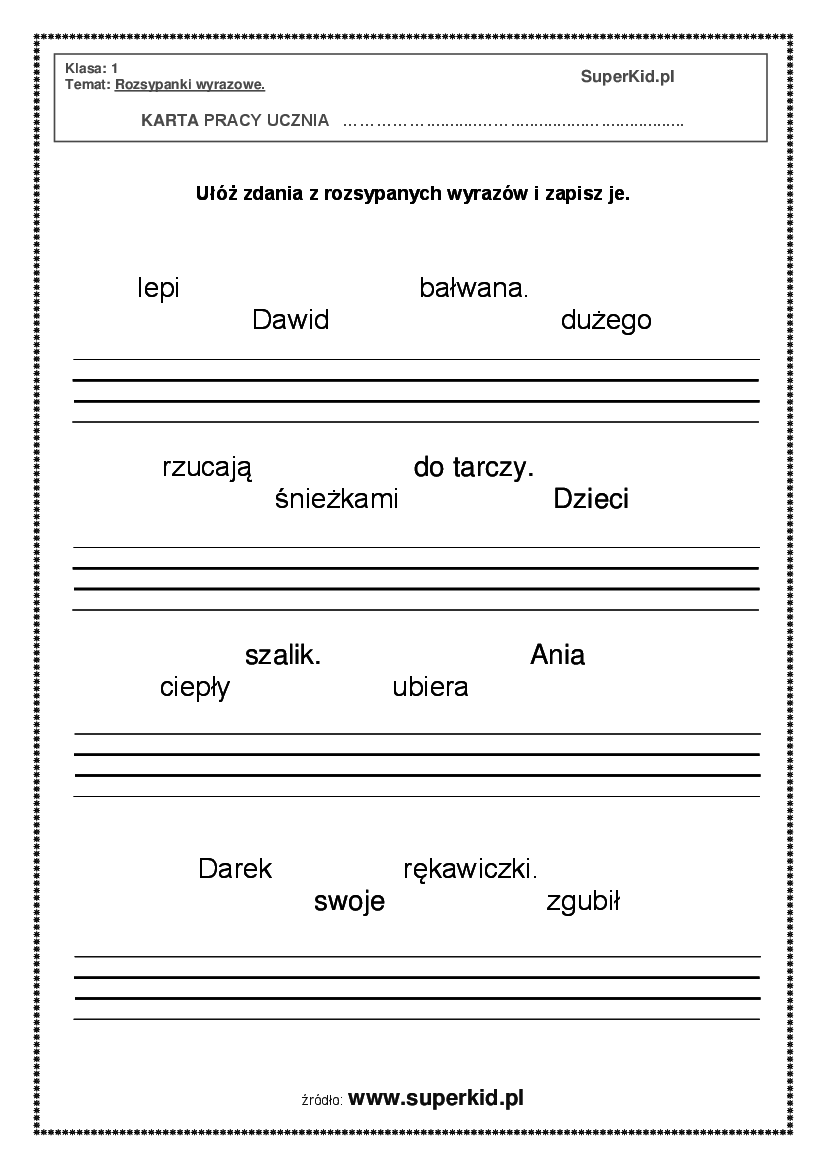 Klasa: 1
SuperKid.pl
Temat: Rozsypanki wyrazowe.
KARTA PRACY UCZNIA ………………...........……........................................
Ułóż zdania z rozsypanych wyrazów i zapisz je.
lepi bałwana.
Dawid dużego
rzucają do tarczy.
śnieżkami Dzieci
szalik. Ania
ciepły ubiera
Darek rękawiczki.
swoje zgubił
źródło: www.superkid.pl